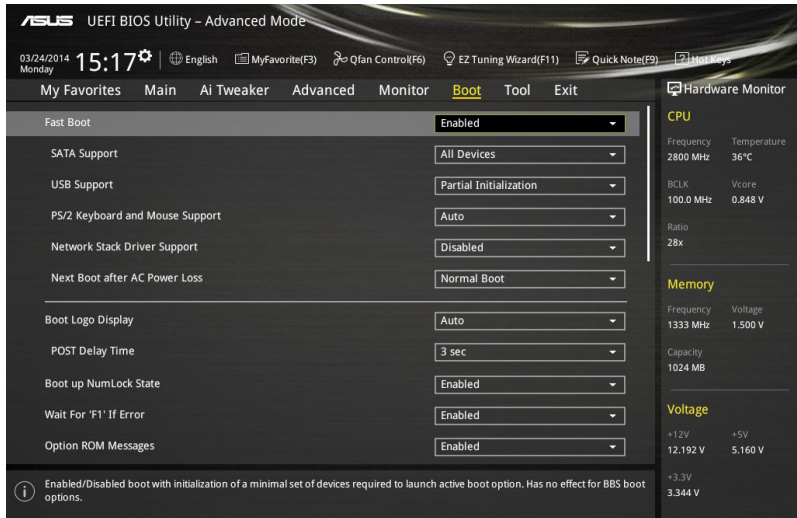 ASUS UEFI BIOS Utility – Advanced Mode
03/24/2014 Monday 15:17 English MyFavorite(F3) Qfan Control(F6) EZ Tuning Wizard(F11) Quick Note(F9) Hot Keys
My Favorites Main Ai Tweaker Advanced Monitor Boot Tool Exit
Fast Boot Enabled
SATA Support All Devices
USB Support Partial Initialization
PS/2 Keyboard and Mouse Support Auto
Network Stack Driver Support Disabled
Next Boot after AC Power Loss Normal Boot
Boot Logo Display Auto
POST Delay Time 3 sec
Boot up NumLock State Enabled
Wait For 'F1' If Error Enabled
Option ROM Messages Enabled
Enabled/Disabled boot with initialization of a minimal set of devices required to launch active boot option. Has no effect for BBS boot
options.
Hardware Monitor
CPU
Frequency Temperature
2800 MHz 36°C
BCLK Vcore
100.0 MHz 0.848 V
Ratio
28x
Memory
Frequency Voltage
1333 MHz 1.500 V
Capacity
1024 MB
Voltage
+12V +5V
12.192 V 5.160 V
+3.3V
3.344 V